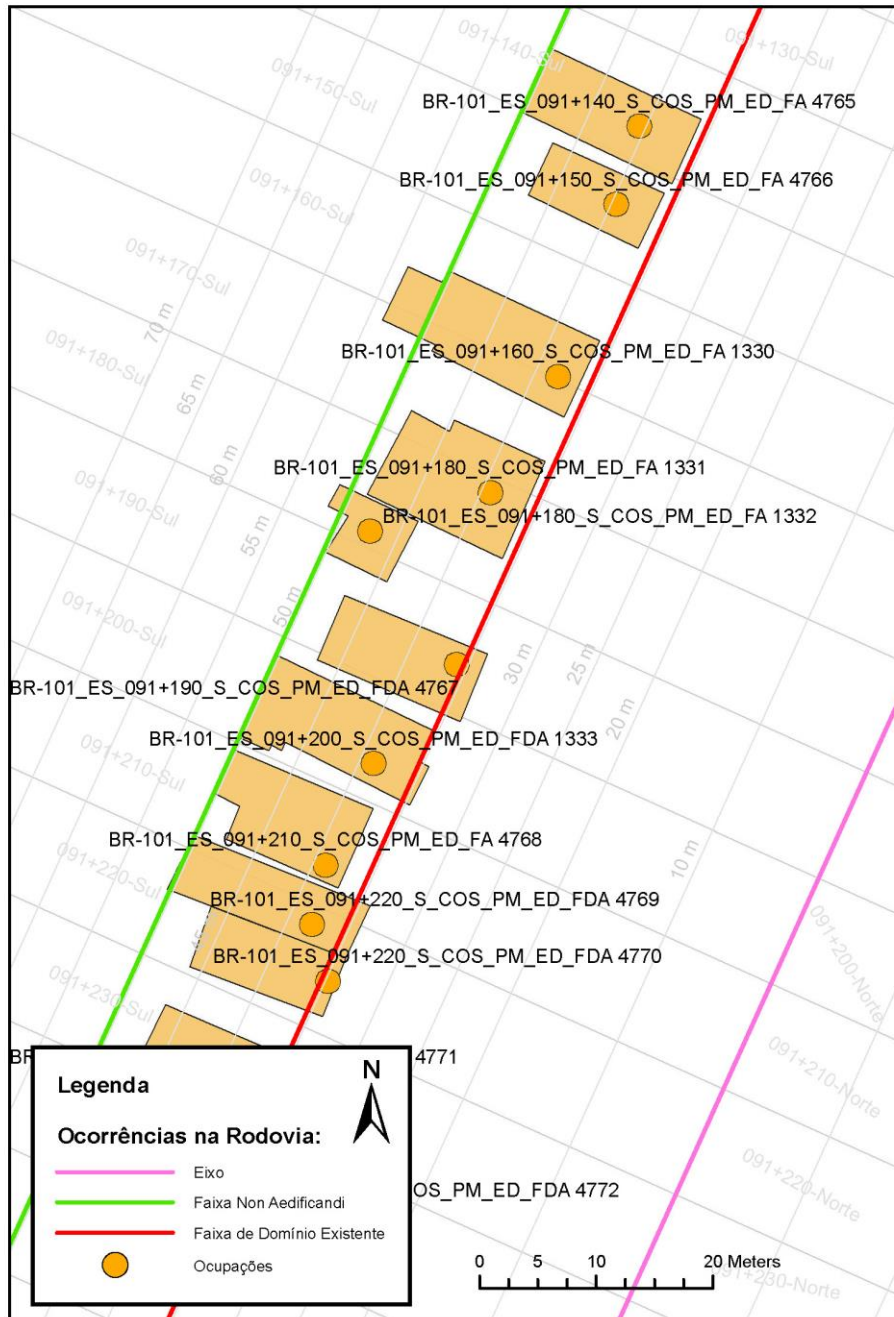 091+130-Sul
091+140-Sul
091+150-Sul
BR-101_ES_091+140_S_COS_PM_ED_FA 4765
BR-101_ES_091+150_S_COS_PM_ED_FA 4766
091+160-Sul
091+170-Sul
70 m
BR-101_ES_091+160_S_COS_PM_ED_FA 1330
091+180-Sul
65 m
60 m
BR-101_ES_091+180_S_COS_PM_ED_FA 1331
091+190-Sul
BR-101_ES_091+180_S_COS_PM_ED_FA 1332
55 m
50 m
091+200-Sul
30 m
25 m
BR-101_ES_091+190_S_COS_PM_ED_FDA 4767
20 m
BR-101_ES_091+200_S_COS_PM_ED_FDA 1333
091+210-Sul
BR-101_ES_091+210_S_COS_PM_ED_FA 4768
10 m
091+220-Sul
BR-101_ES_091+220_S_COS_PM_ED_FDA 4769
091+200-Norte
BR-101_ES_091+220_S_COS_PM_ED_FDA 4770
091+230-Sul
4771
091+210-Norte
Legenda
N
Ocorrências na Rodovia:
Eixo
OS_PM_ED_FDA 4772
091+220-Norte
Faixa Non Aedificandi
Faixa de Domínio Existente
Ocupações
0 5 10 20 Meters
091+230-Norte